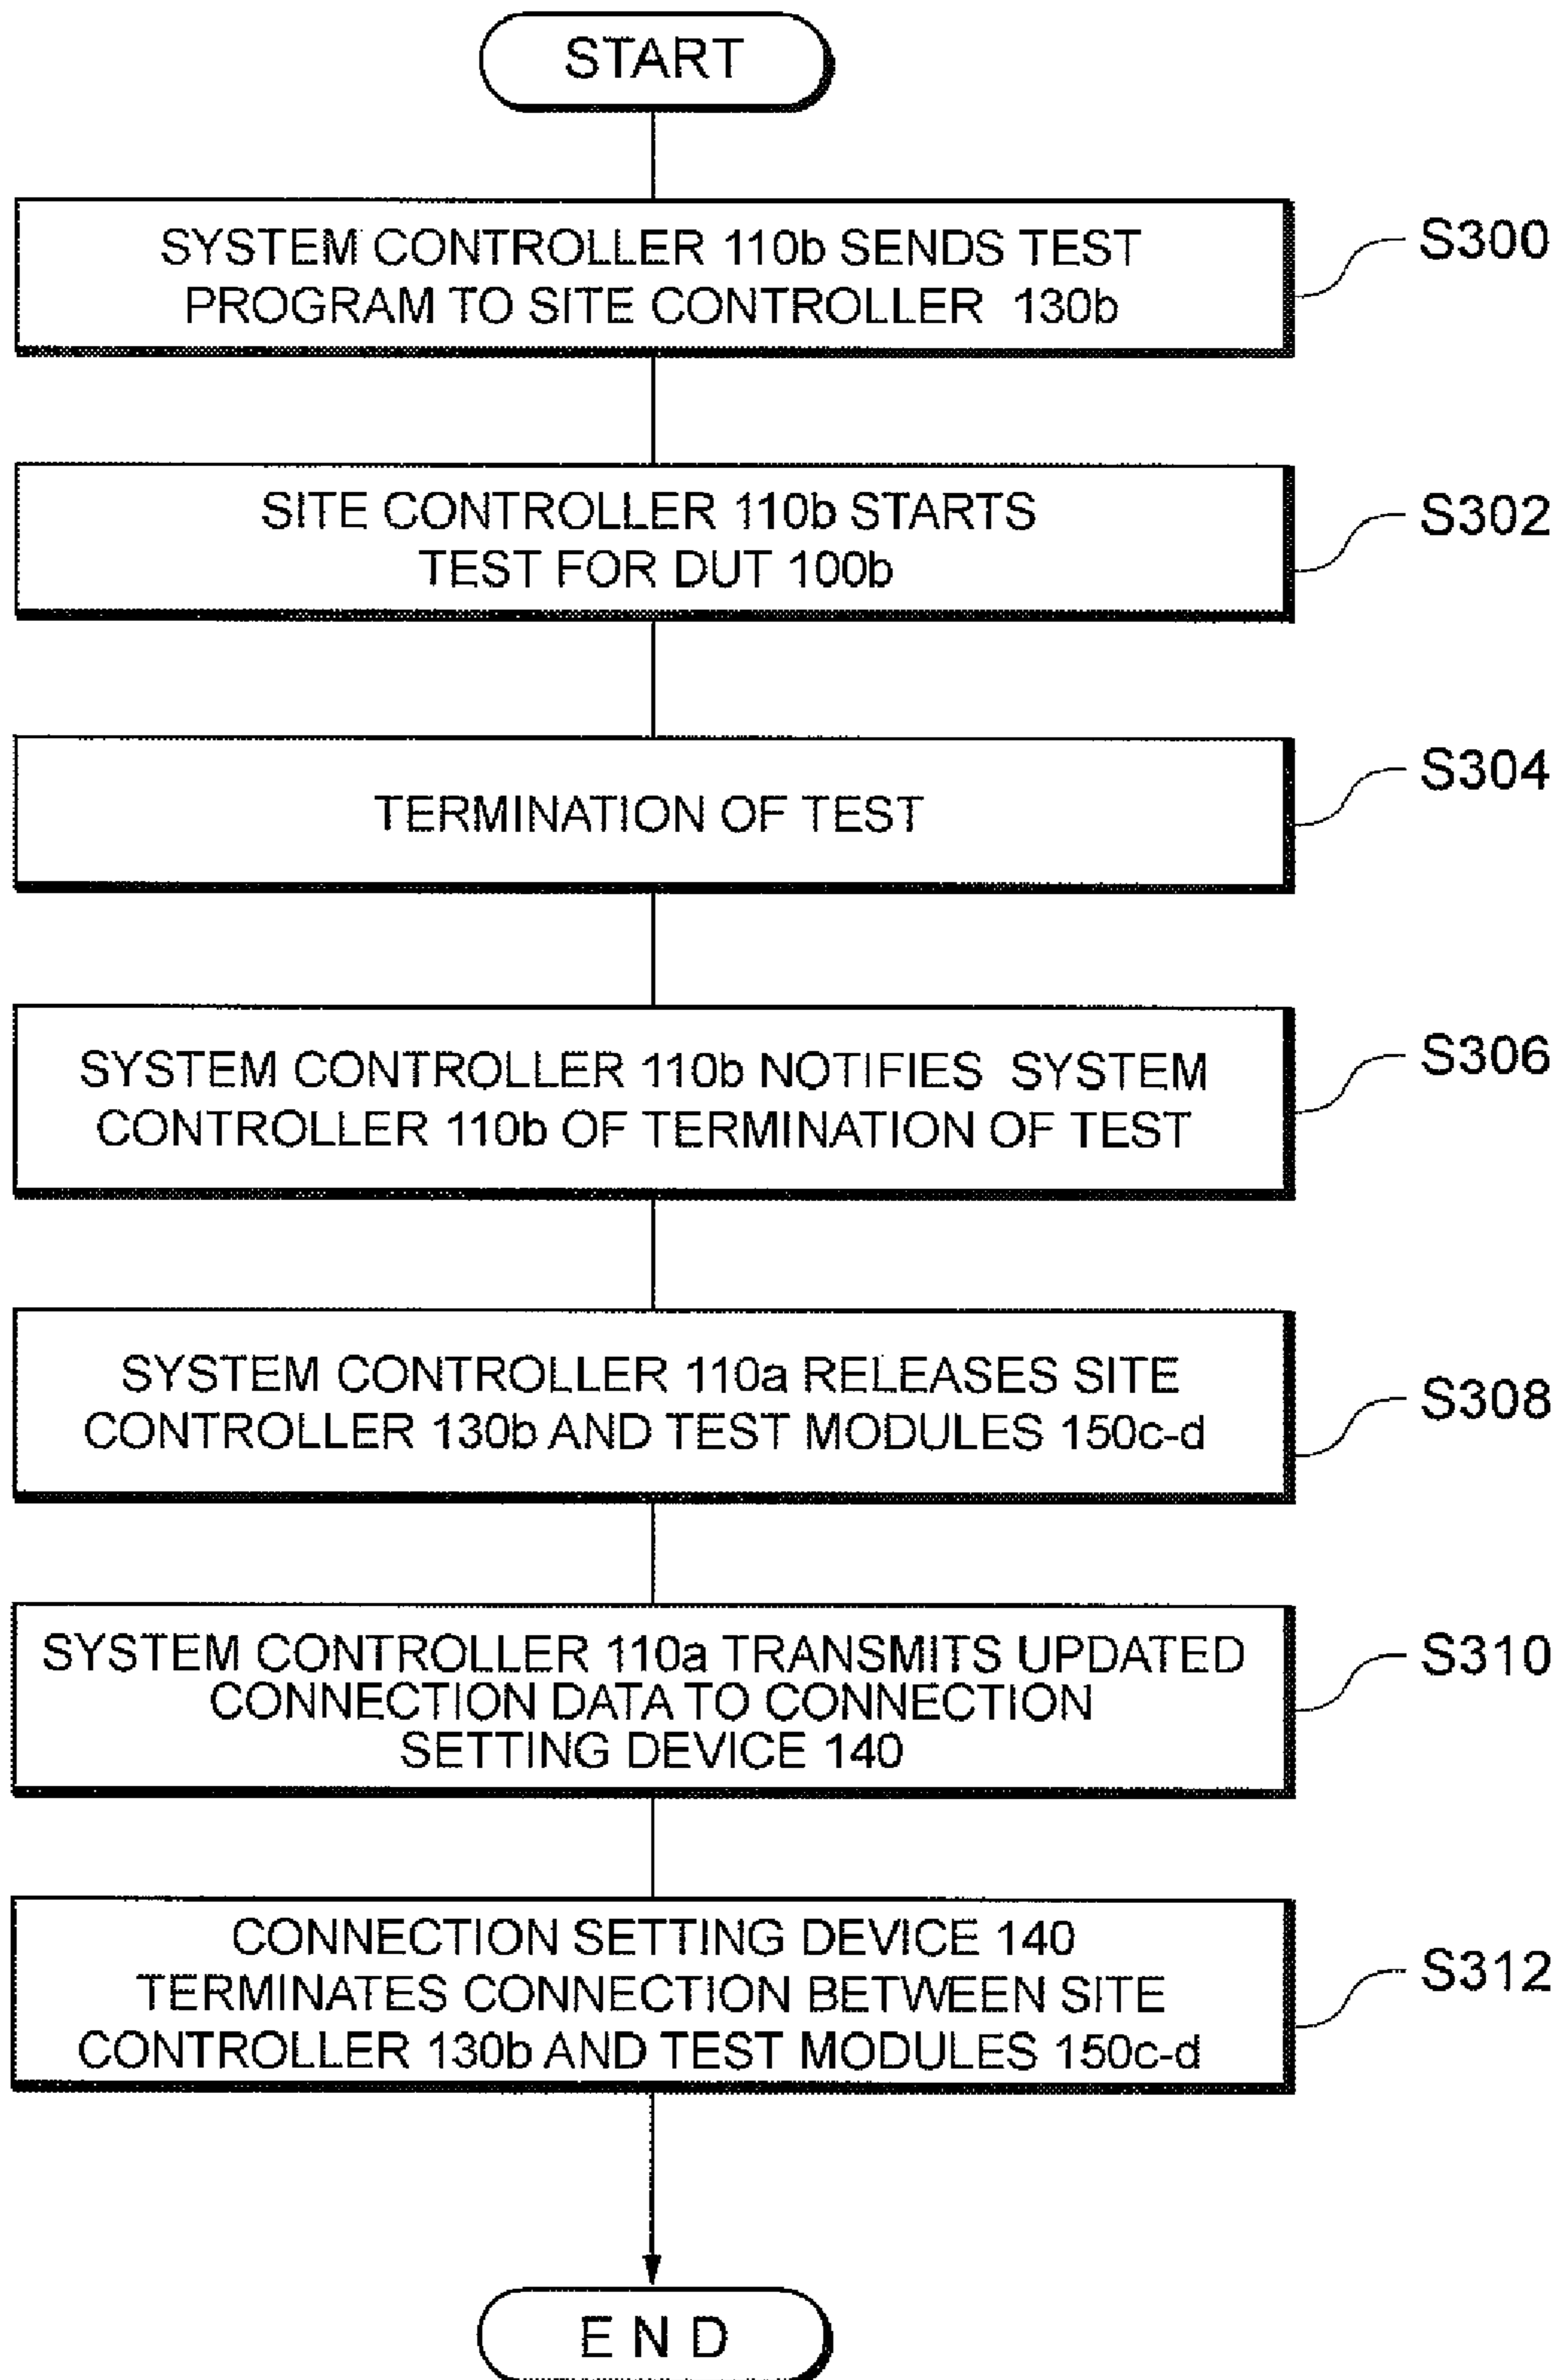 START
SYSTEM CONTROLLER 110b SENDS TEST
PROGRAM TO SITE CONTROLLER 130b
S300
SITE CONTROLLER 110b STARTS
TEST FOR DUT 100b
S302
TERMINATION OF TEST
S304
SYSTEM CONTROLLER 110b NOTIFIES SYSTEM
CONTROLLER 110b OF TERMINATION OF TEST
S306
SYSTEM CONTROLLER 110a RELEASES SITE
CONTROLLER 130b AND TEST MODULES 150c-d
S308
SYSTEM CONTROLLER 110a TRANSMITS UPDATED
CONNECTION DATA TO CONNECTION
SETTING DEVICE 140
S310
CONNECTION SETTING DEVICE 140
TERMINATES CONNECTION BETWEEN SITE
CONTROLLER 130b AND TEST MODULES 150c-d
S312
END